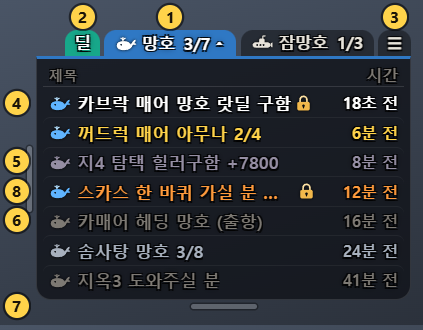 2 1 3
딜 망호 3/7 잠망호 1/3
제목 시간
4 카브락 매어 망호 랏딜 구함 18초 전
꺼드럭 매어 아무나 2/4 6분 전
5 지4 탐택 힐러구함 +7800 8분 전
8 스카스 한 바퀴 가실 분 ... 12분 전
6 카매어 헤딩 망호 (출항) 16분 전
솜사탕 망호 3/8 24분 전
지옥3 도와주실 분 41분 전
7